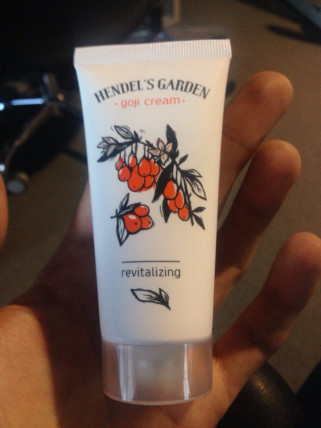 HENDEL'S GARDEN
· goji cream ·
revitalizing